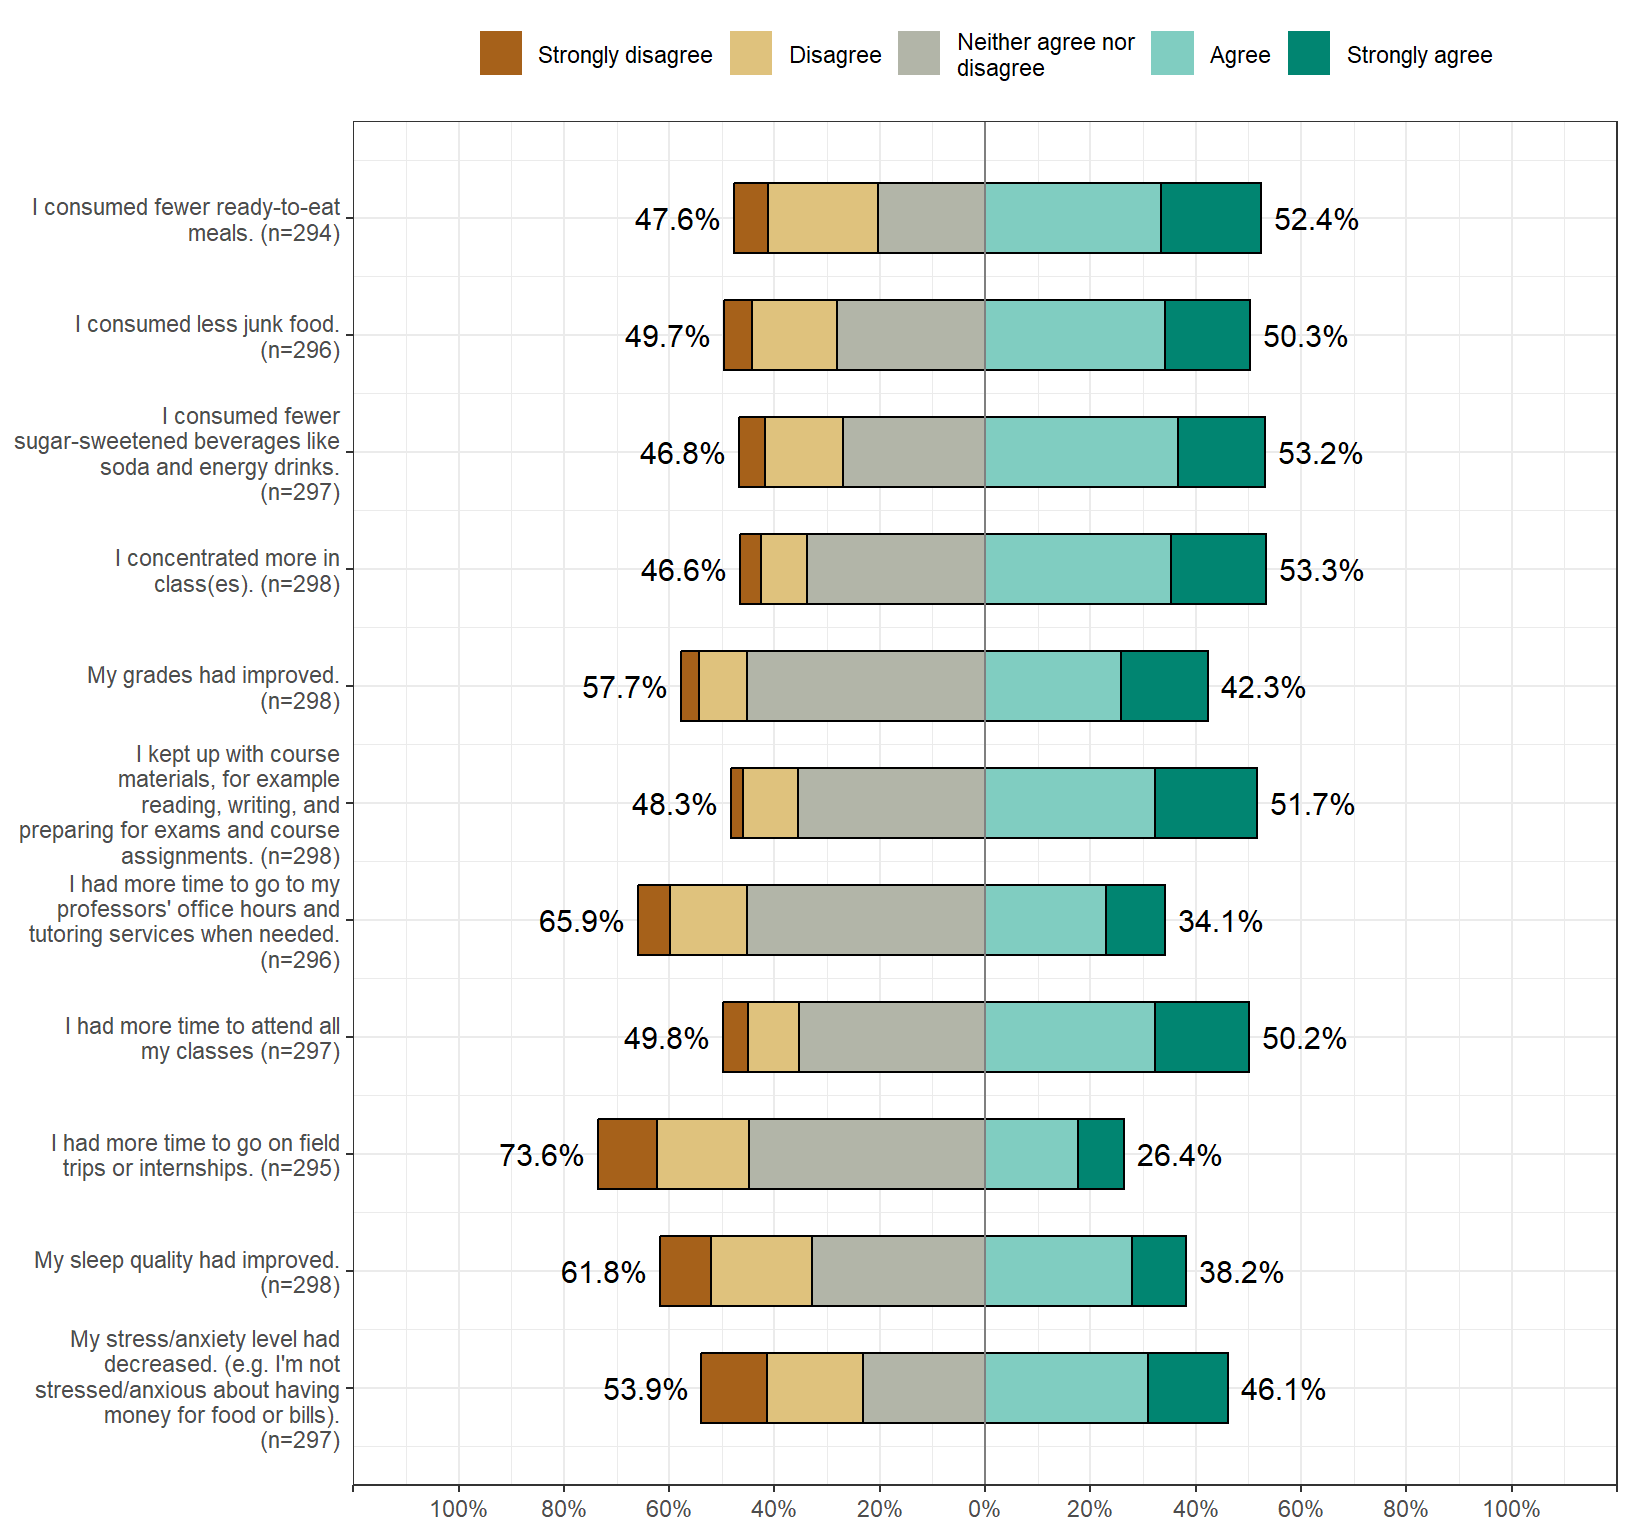 Strongly disagree
Disagree
Neither agree nor
disagree
Agree
Strongly agree
I consumed fewer ready-to-eat
meals. (n=294)
47.6%
52.4%
I consumed less junk food.
(n=296)
49.7%
50.3%
I consumed fewer
sugar-sweetened beverages like
soda and energy drinks.
(n=297)
46.8%
53.2%
I concentrated more in
class(es). (n=298)
46.6%
53.3%
My grades had improved.
(n=298)
57.7%
42.3%
I kept up with course
materials, for example
reading, writing, and
preparing for exams and course
assignments. (n=298)
48.3%
51.7%
I had more time to go to my
professors' office hours and
tutoring services when needed.
(n=296)
65.9%
34.1%
I had more time to attend all
my classes (n=297)
49.8%
50.2%
I had more time to go on field
trips or internships. (n=295)
73.6%
26.4%
My sleep quality had improved.
(n=298)
61.8%
38.2%
My stress/anxiety level had
decreased. (e.g. I'm not
stressed/anxious about having
money for food or bills).
(n=297)
53.9%
46.1%
100% 80% 60% 40% 20% 0% 20% 40% 60% 80% 100%